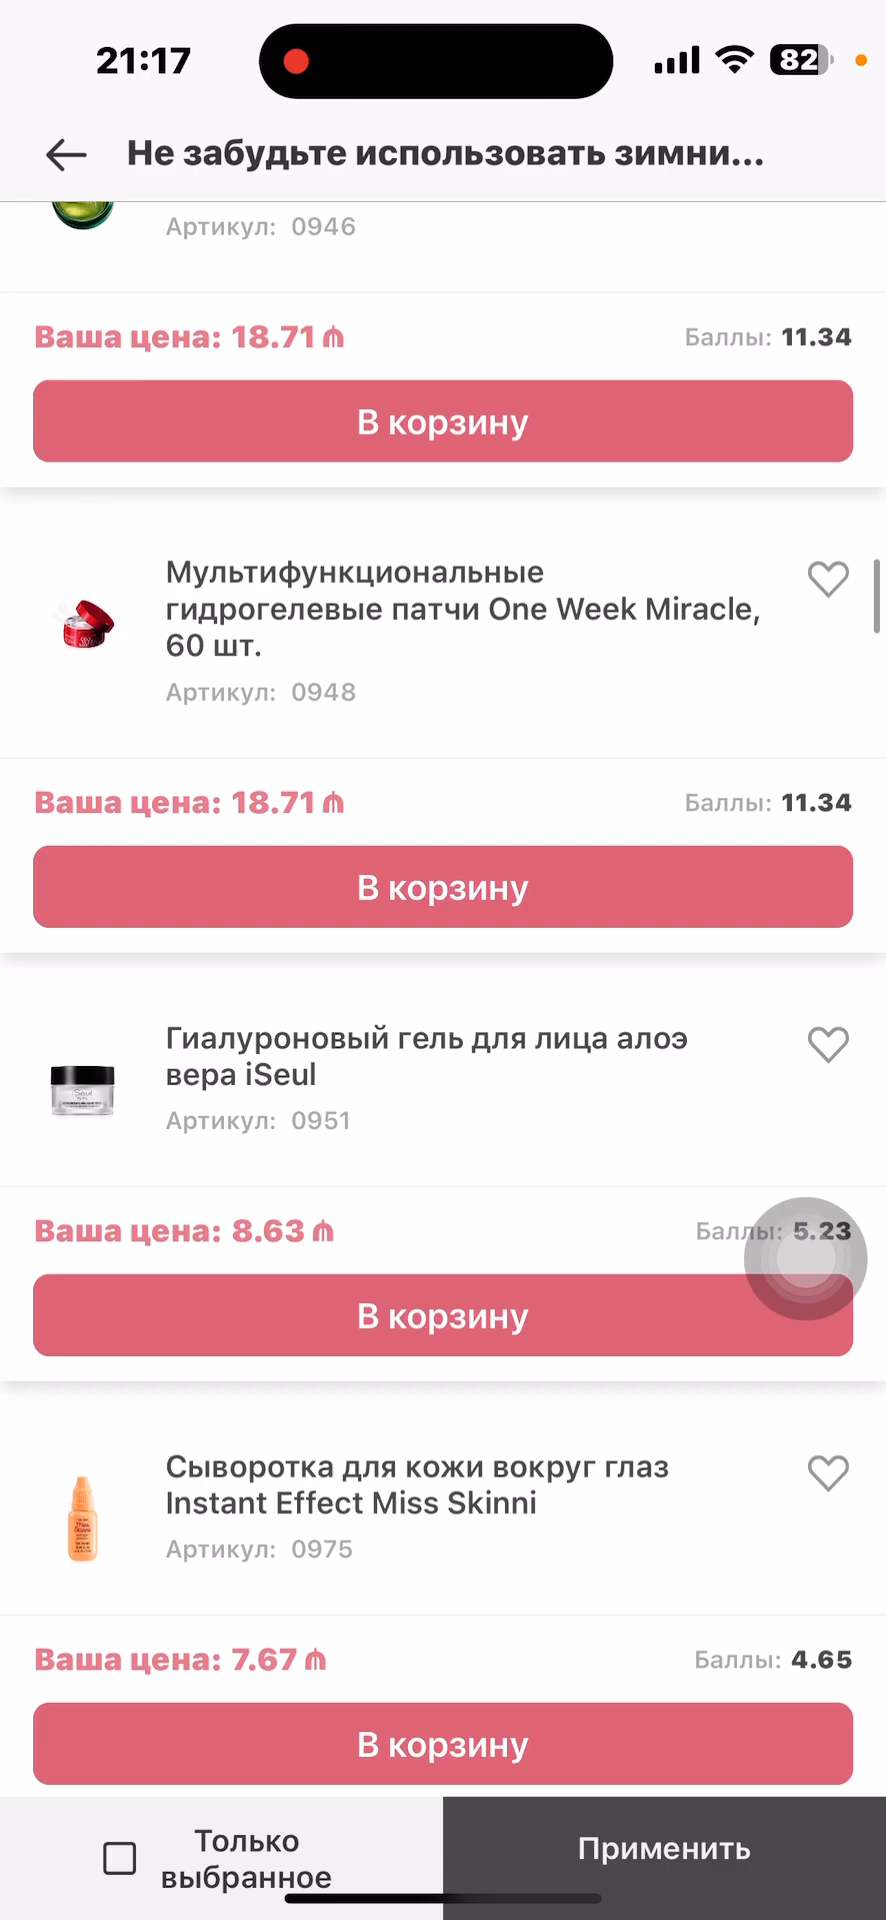 21:17
82
Не забудьте использовать зимни...
Артикул: 0946
Ваша цена: 18.71 ₼
Баллы: 11.34
В корзину
Мультифункциональные
гидрогелевые патчи One Week Miracle,
60 шт.
Артикул: 0948
Ваша цена: 18.71 ₼
Баллы: 11.34
В корзину
Гиалуроновый гель для лица алоэ
вера iSeul
Артикул: 0951
Ваша цена: 8.63 ₼
Баллы: 5.23
В корзину
Сыворотка для кожи вокруг глаз
Instant Effect Miss Skinni
Артикул: 0975
Ваша цена: 7.67 ₼
Баллы: 4.65
В корзину
Только
выбранное
Применить